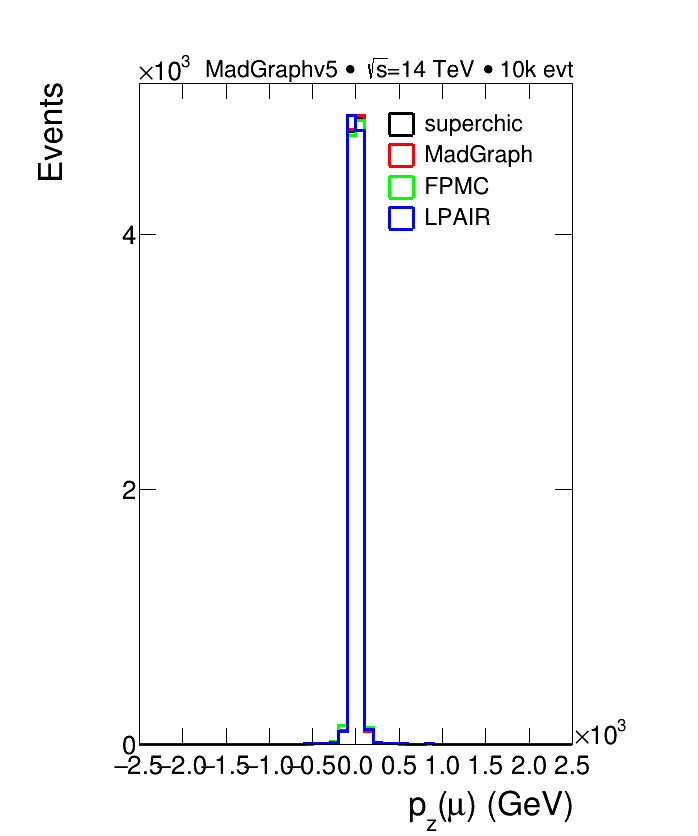 ×10³ MadGraphv5 • √s=14 TeV • 10k evt
Events
superchic
MadGraph
FPMC
LPAIR
4
2
0
−2.5 −2.0 −1.5 −1.0 −0.5 0.0 0.5 1.0 1.5 2.0 2.5 ×10³
p_z(μ) (GeV)